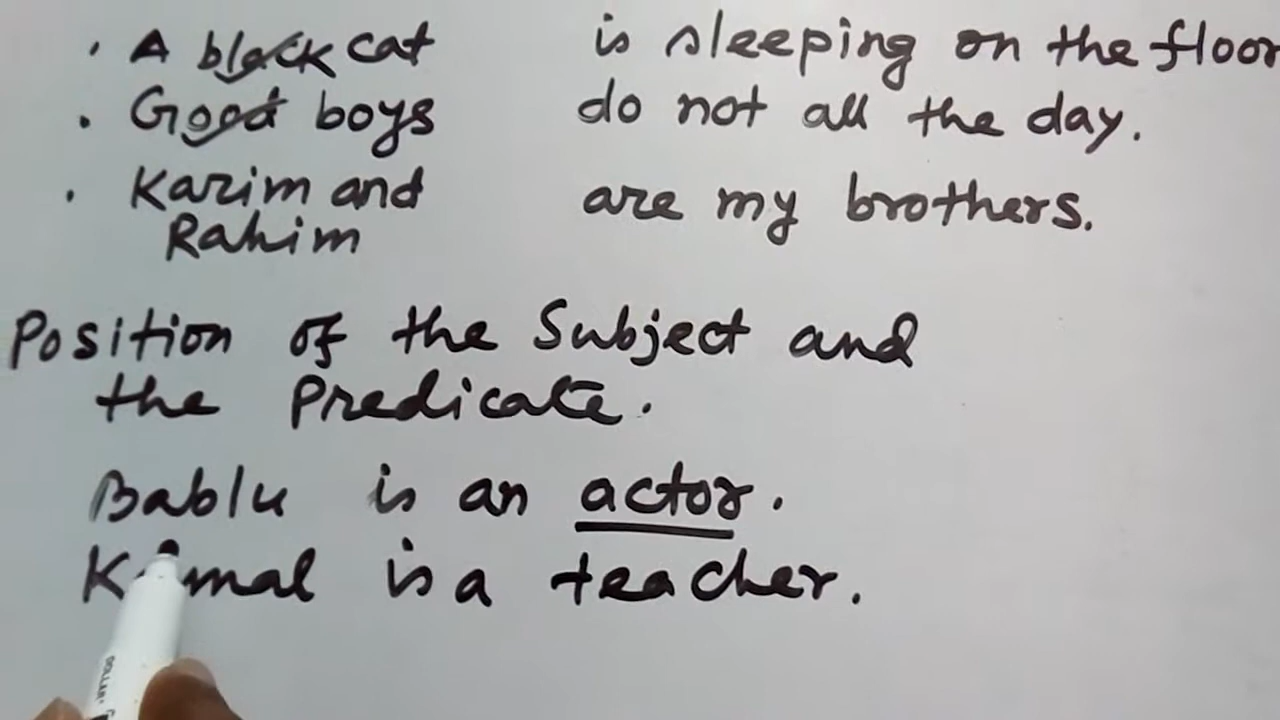 • A black cat is sleeping on the floor
• Good boys do not all the day.
• Karim and are my brothers.
Rahim
Position of the Subject and
the Predicate.
Bablu is an actor.
is a teacher.
DOLLAR